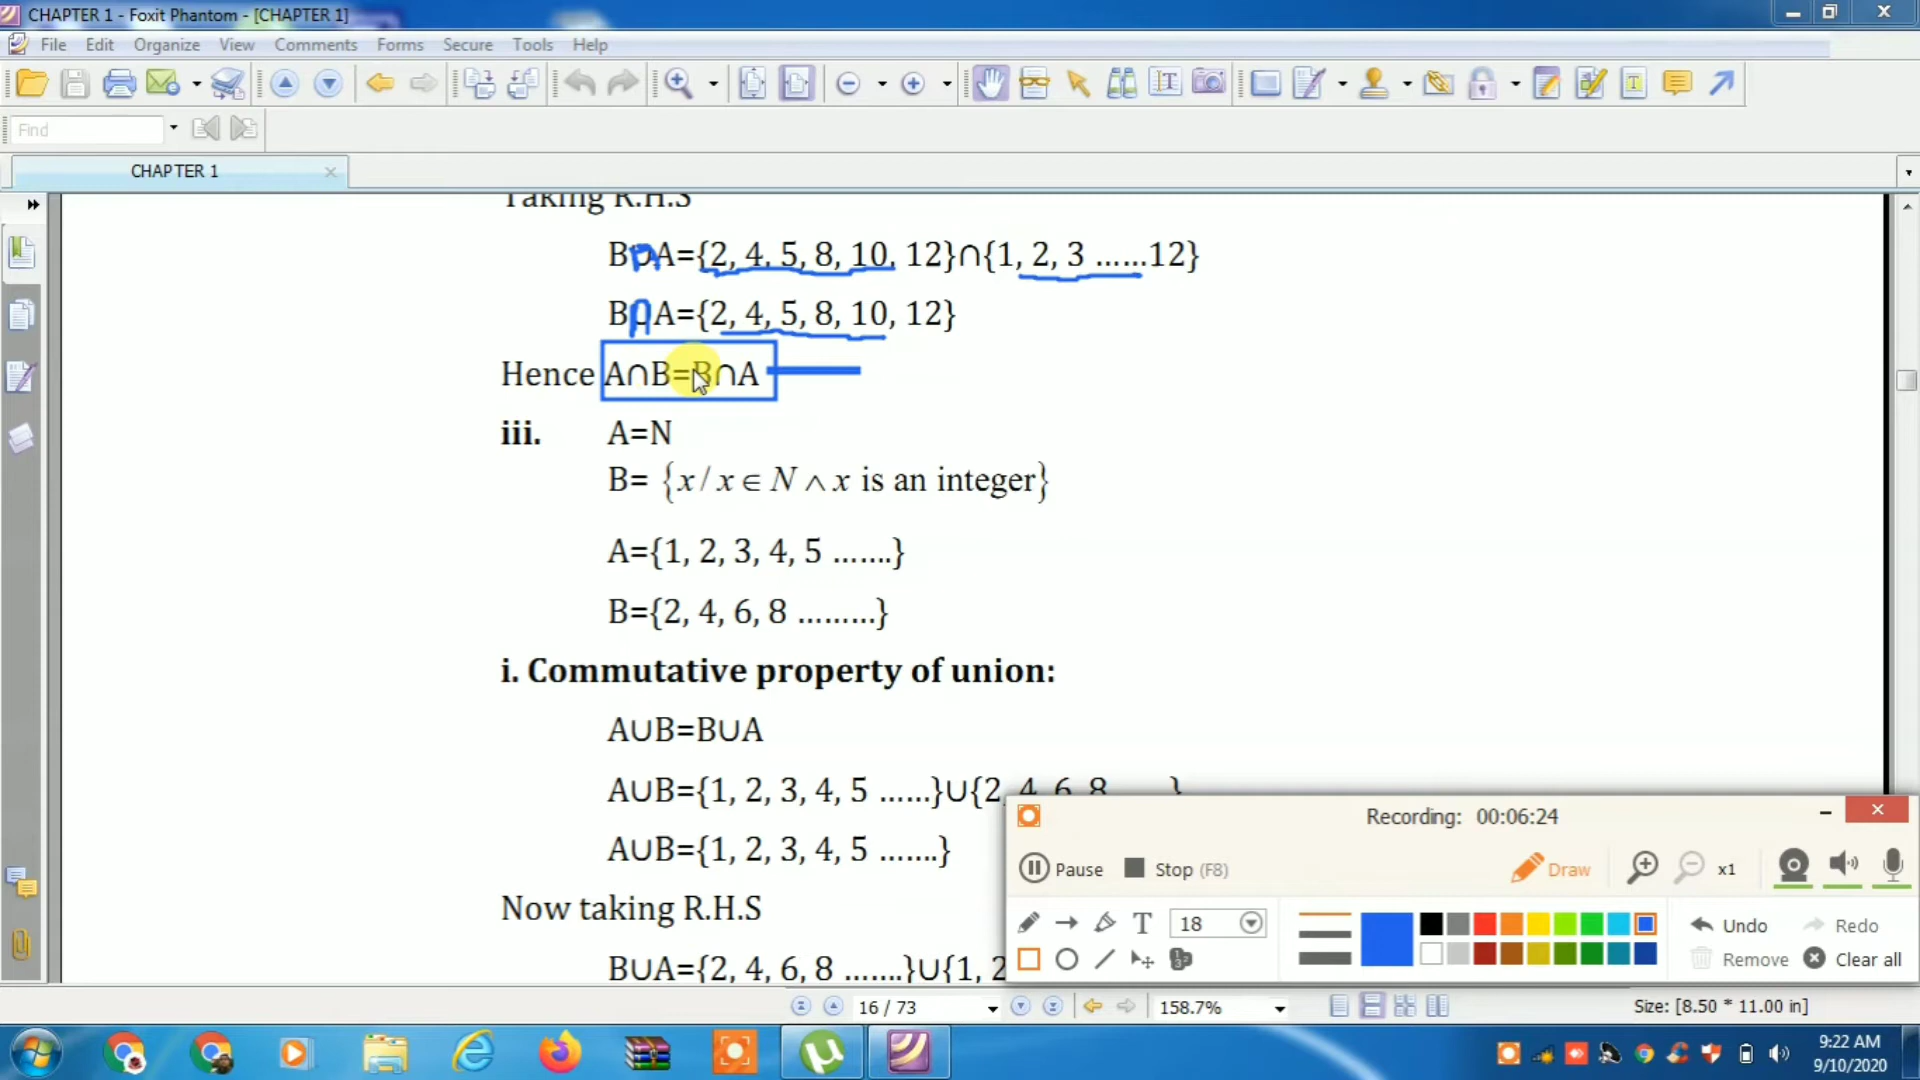 CHAPTER 1 - Foxit Phantom - [CHAPTER 1]
File Edit Organize View Comments Forms Secure Tools Help
Find
CHAPTER 1
Taking R.H.S
B∩A={2, 4, 5, 8, 10, 12}∩{1, 2, 3 ……12}
B∩A={2, 4, 5, 8, 10, 12}
Hence A∩B=B∩A
iii. A=N
B= {x/x∈N∧x is an integer}
A={1, 2, 3, 4, 5 …….}
B={2, 4, 6, 8 ………}
i. Commutative property of union:
A∪B=B∪A
A∪B={1, 2, 3, 4, 5 ……}∪{2, 4, 6, 8 ……}
A∪B={1, 2, 3, 4, 5 …….}
Now taking R.H.S
B∪A={2, 4, 6, 8 …….}∪{1, 2
Recording: 00:06:24
Pause Stop (F8) Draw x1
T 18 Undo Redo
Remove Clear all
16 / 73 158.7% Size: [8.50 * 11.00 in]
9:22 AM
9/10/2020